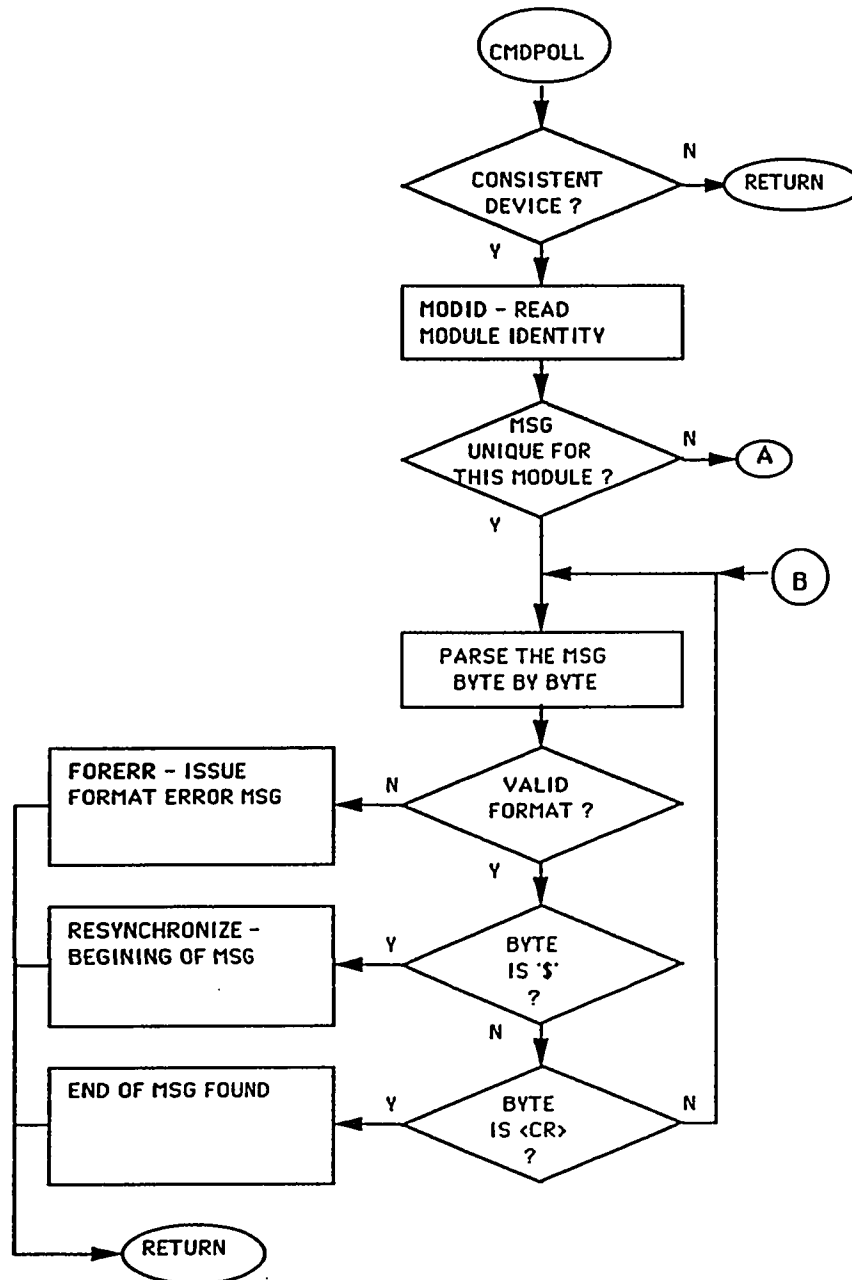 CMDPOLL
CONSISTENT
DEVICE ?
N
RETURN
Y
MODID - READ
MODULE IDENTITY
MSG
UNIQUE FOR
THIS MODULE ?
N
A
Y
B
PARSE THE MSG
BYTE BY BYTE
VALID
FORMAT ?
N
FORERR - ISSUE
FORMAT ERROR MSG
Y
BYTE
IS '$'
?
Y
RESYNCHRONIZE -
BEGINING OF MSG
N
BYTE
IS <CR>
?
N
Y
END OF MSG FOUND
RETURN